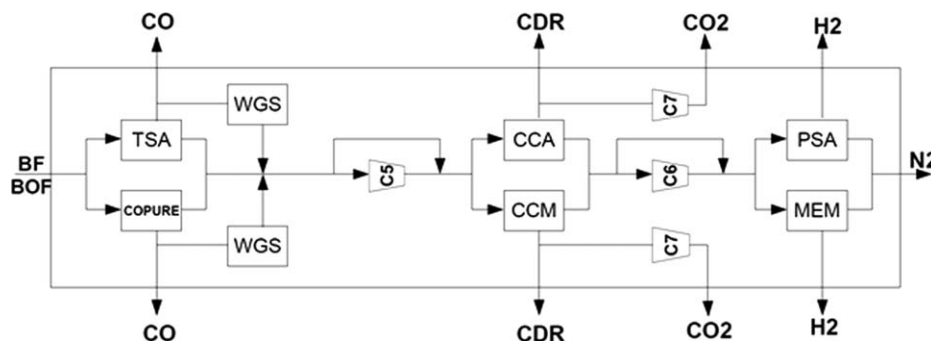 CO
CDR
CO2
H2
WGS
C7
TSA
CCA
PSA
BF
BOF
C5
C6
N2
COPURE
CCM
MEM
WGS
C7
CO
CDR
CO2
H2